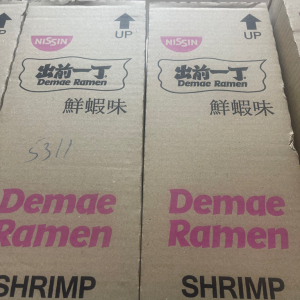 UP
NISSIN
出前一丁
Demae Ramen
鮮蝦味
5311
Demae
Ramen
SHRIMP
NISSIN
UP
出前一丁
Demae Ramen
鮮蝦味
Demae
Ramen
SHRIMP